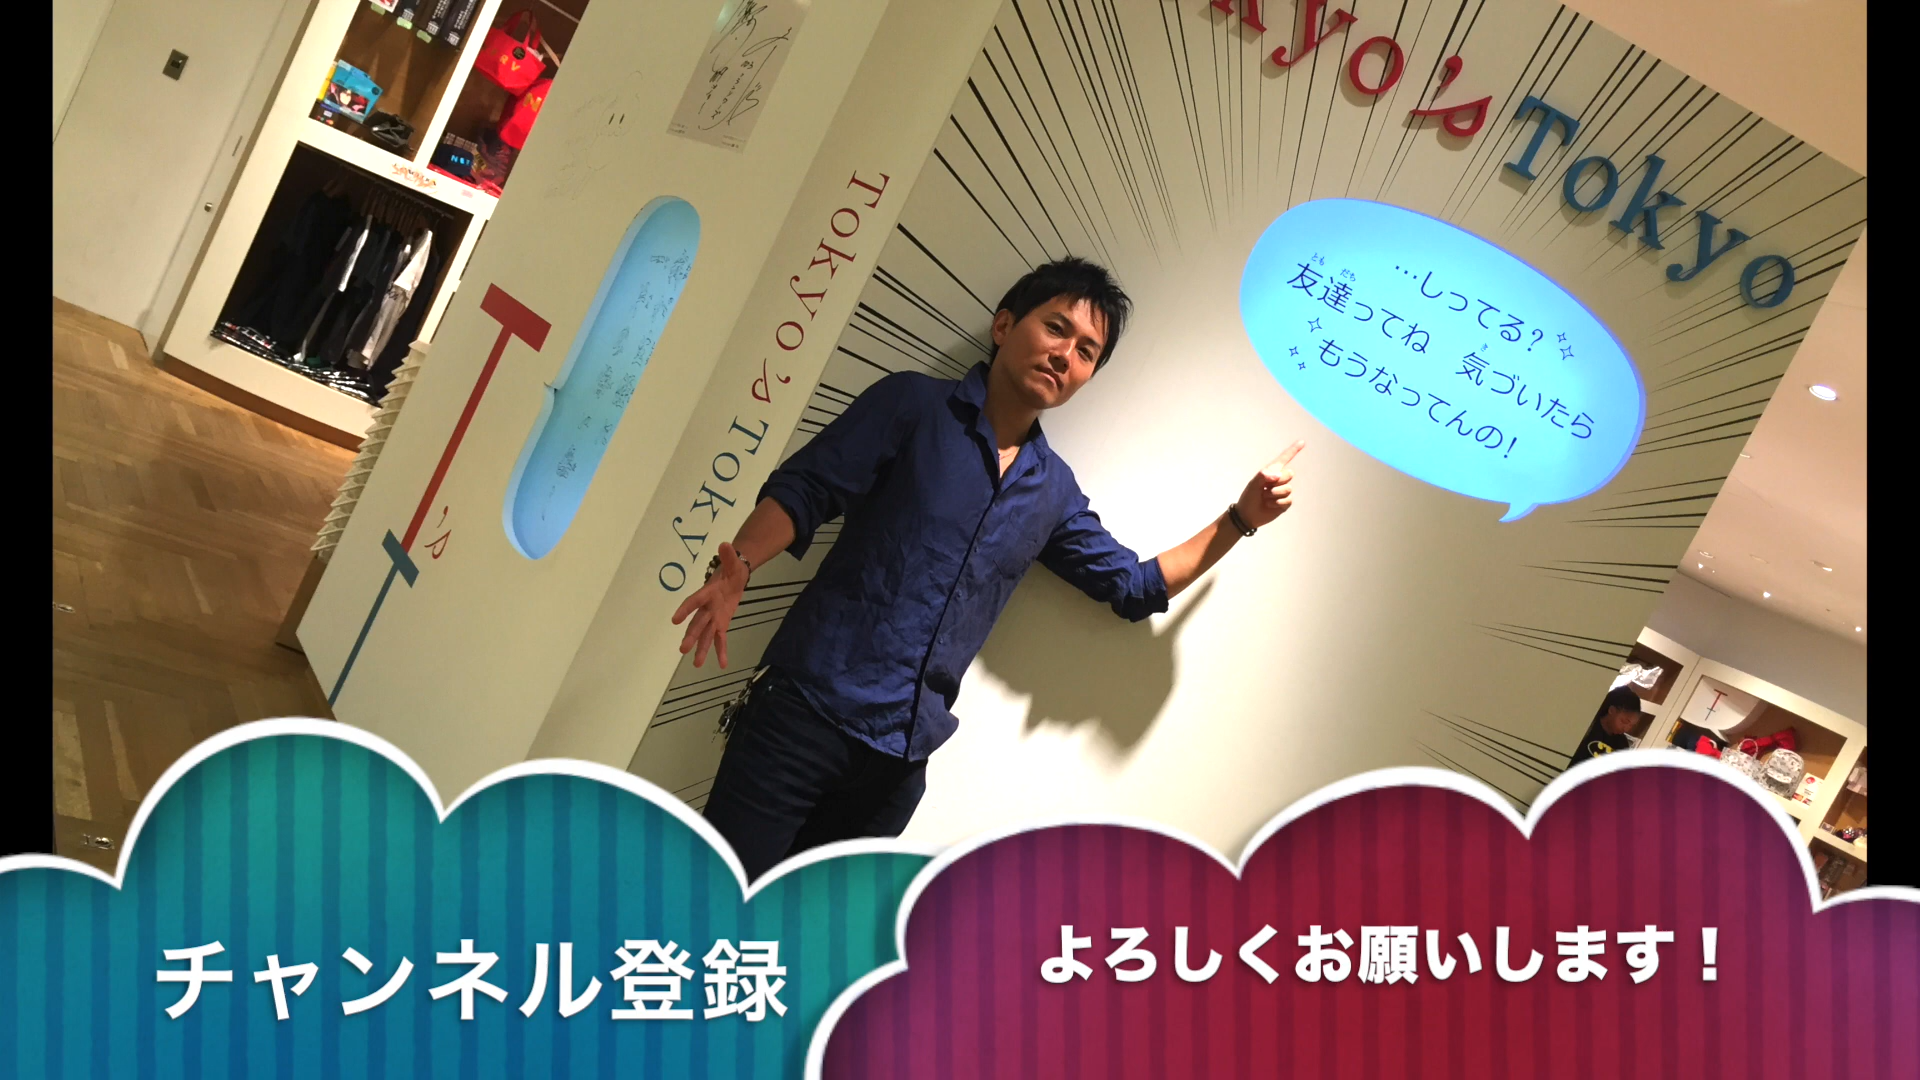 Tokyo's Tokyo
Tokyo's Tokyo
T's
…しってる?
友達ってね 気づいたら
もうなってんの!
チャンネル登録
よろしくお願いします！